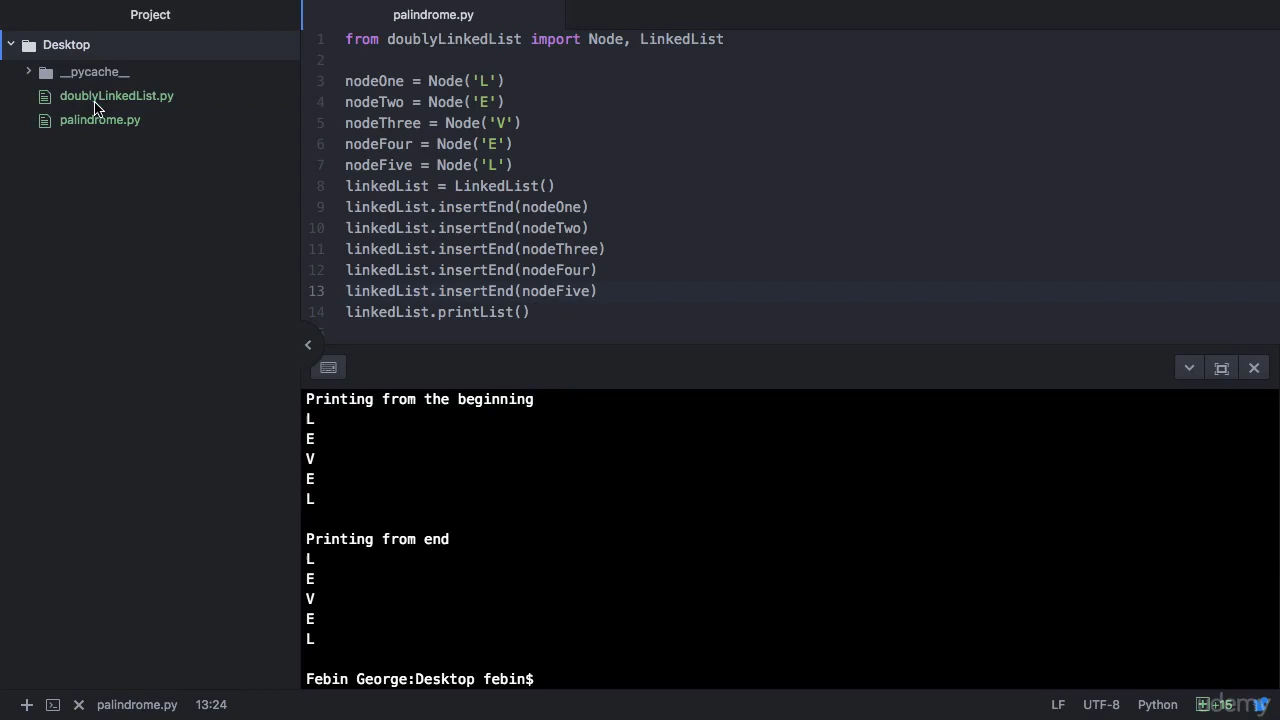 Project
palindrome.py
Desktop
__pycache__
doublyLinkedList.py
palindrome.py
1 from doublyLinkedList import Node, LinkedList
2
3 nodeOne = Node('L')
4 nodeTwo = Node('E')
5 nodeThree = Node('V')
6 nodeFour = Node('E')
7 nodeFive = Node('L')
8 linkedList = LinkedList()
9 linkedList.insertEnd(nodeOne)
10 linkedList.insertEnd(nodeTwo)
11 linkedList.insertEnd(nodeThree)
12 linkedList.insertEnd(nodeFour)
13 linkedList.insertEnd(nodeFive)
14 linkedList.printList()
Printing from the beginning
L
E
V
E
L
Printing from end
L
E
V
E
L
Febin George:Desktop febin$
palindrome.py 13:24 LF UTF-8 Python +15
udemy